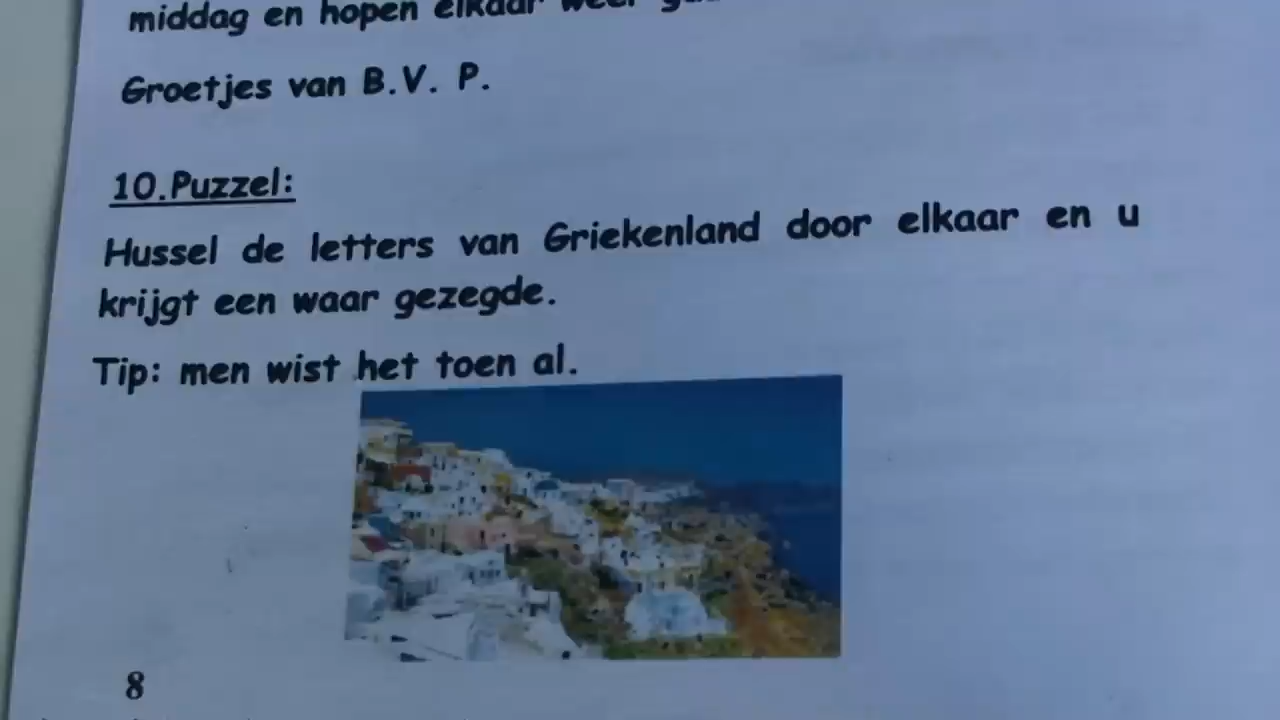 middag en hopen elkaar weer
Groetjes van B.V. P.
10.Puzzel:
Hussel de letters van Griekenland door elkaar en u
krijgt een waar gezegde.
Tip: men wist het toen al.
8